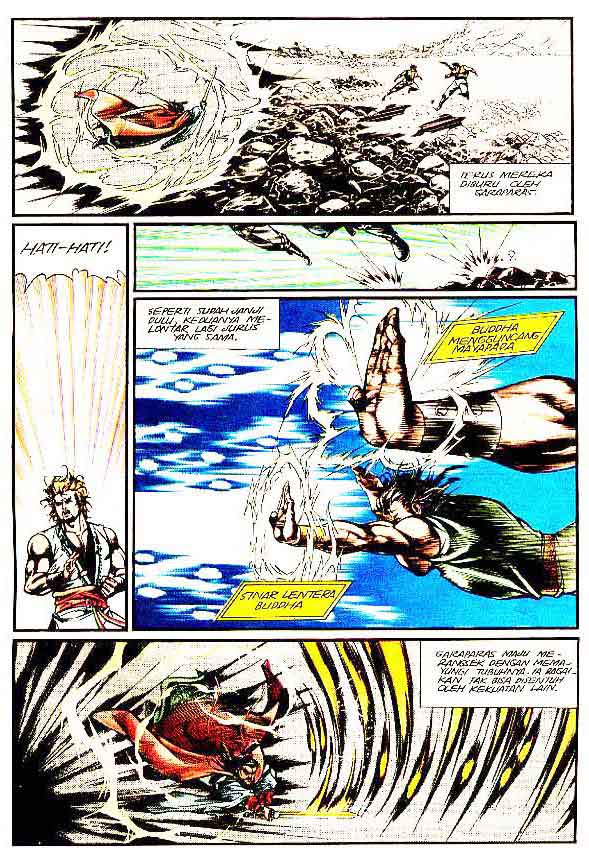 TERUS MEREKA
DIBURU OLEH
GARAPARAS.
HATI-HATI!
SEPERTI SUDAH JANJI
DULU, KEDUANYA ME-
LONTAR LAGI JURUS
YANG SAMA.
BUDDHA
MENGGUNCANG
MAYAPADA
SINAR LENTERA
BUDDHA
GARAPARAS MAJU ME-
RANGSEK DENGAN MEMA-
YUNGI TUBUHNYA. IA BAGAI-
KAN TAK BISA DISENTUH
OLEH KEKUATAN LAIN.